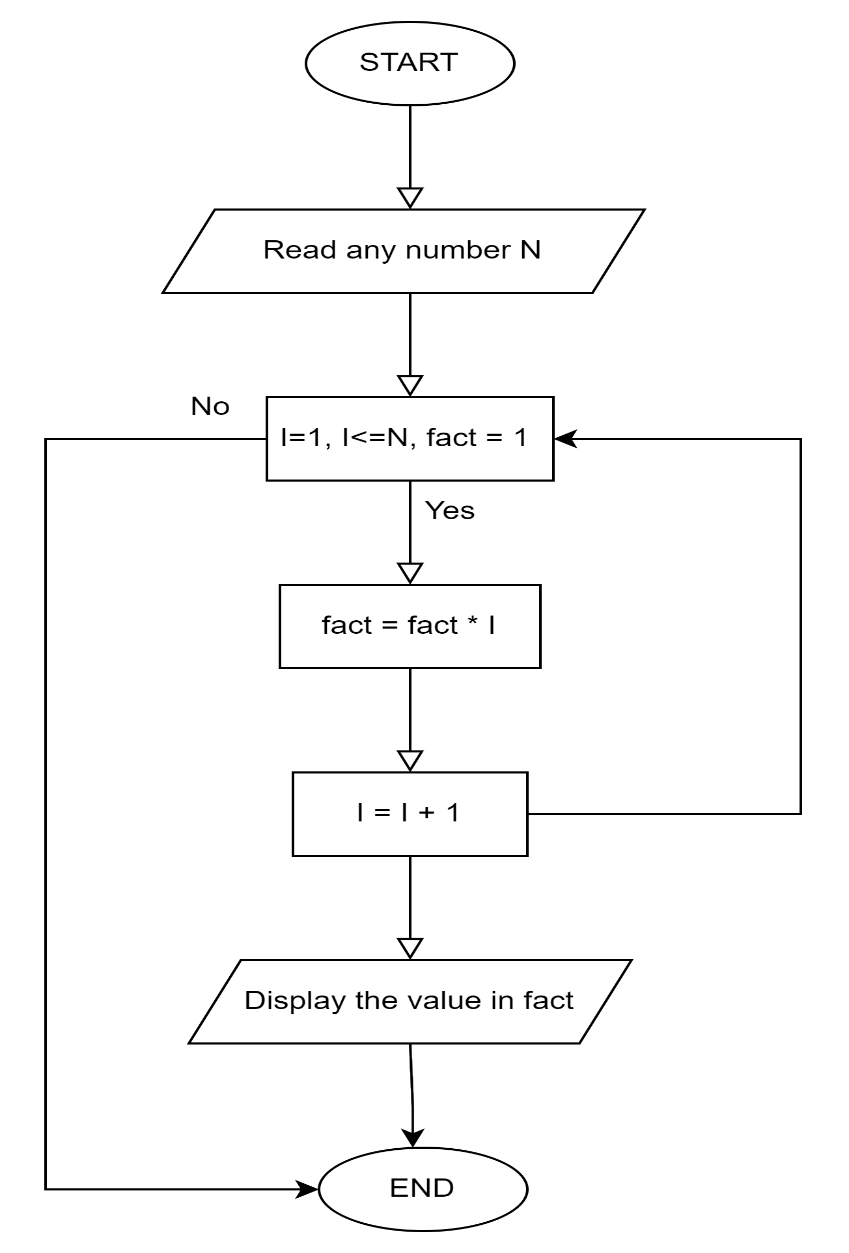 START
Read any number N
No
I=1, I<=N, fact = 1
Yes
fact = fact * I
I = I + 1
Display the value in fact
END